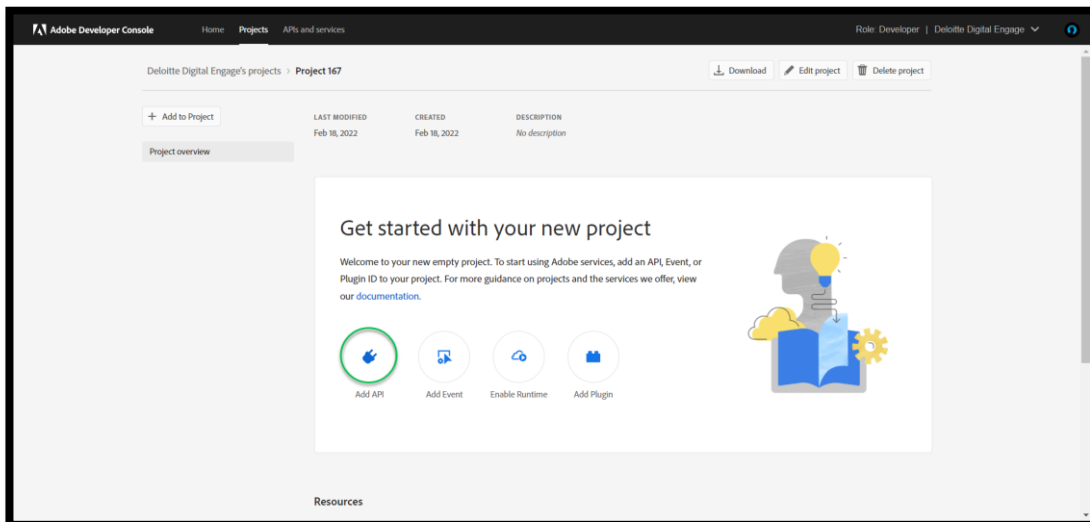 Adobe Developer Console Home Projects APIs and services Role: Developer | Deloitte Digital Engage
Deloitte Digital Engage's projects > Project 167 Download Edit project Delete project
+ Add to Project
Project overview
LAST MODIFIED CREATED DESCRIPTION
Feb 18, 2022 Feb 18, 2022 No description
Get started with your new project
Welcome to your new empty project. To start using Adobe services, add an API, Event, or
Plugin ID to your project. For more guidance on projects and the services we offer, view
our documentation.
Add API Add Event Enable Runtime Add Plugin
Resources